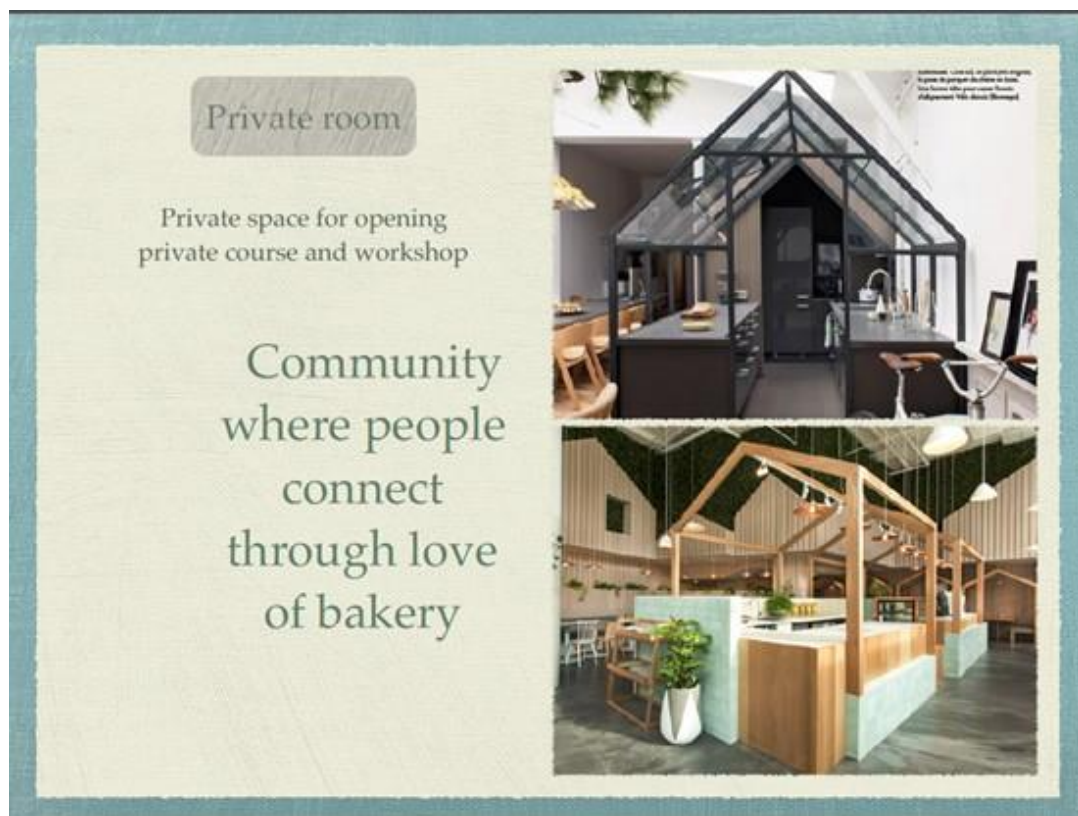 Private room
Private space for opening
private course and workshop
Community
where people
connect
through love
of bakery